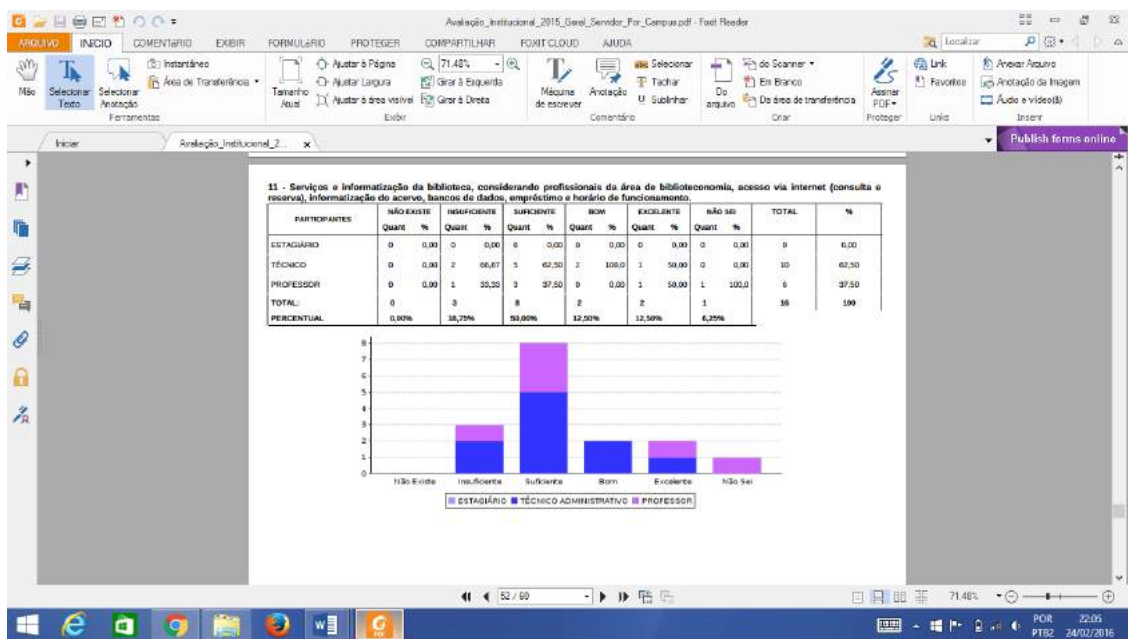 Avaliação_Institucional_2015_Geral_Servidor_Por_Campus.pdf - Foxit Reader
ARQUIVO INÍCIO COMENTÁRIO EXIBIR FORMULÁRIO PROTEGER COMPARTILHAR FOXIT CLOUD AJUDA Localizar
Mão
Selecionar Texto
Selecionar Anotação
Instantâneo
Área de Transferência
Ferramentas
Tamanho Atual
Ajustar à Página
Ajustar Largura
Ajustar à área visível
71.48%
Girar à Esquerda
Girar à Direita
Exibir
Máquina de escrever
Anotação
Selecionar
Tachar
Sublinhar
Comentário
Do arquivo
do Scanner
Em Branco
Da área de transferência
Criar
Assinar PDF
Proteger
Link
Favoritos
Links
Anexar Arquivo
Anotação da Imagem
Áudio e vídeo(&)
Inserir
Iniciar Avaliação_Institucional_2... x Publish forms online
11 - Serviços e informatização da biblioteca, considerando profissionais da área de biblioteconomia, acesso via internet (consulta e
reserva), informatização do acervo, bancos de dados, empréstimo e horário de funcionamento.
PARTICIPANTES NÃO EXISTE INSUFICIENTE SUFICIENTE BOM EXCELENTE NÃO SEI TOTAL %
Quant % Quant % Quant % Quant % Quant % Quant %
ESTAGIÁRIO 0 0,00 0 0,00 0 0,00 0 0,00 0 0,00 0 0,00 0 0,00
TÉCNICO 0 0,00 2 66,67 5 62,50 2 100,0 1 50,00 0 0,00 10 62,50
PROFESSOR 0 0,00 1 33,33 3 37,50 0 0,00 1 50,00 1 100,0 6 37,50
TOTAL: 0 3 8 2 2 1 16 100
PERCENTUAL 0,00% 18,75% 50,00% 12,50% 12,50% 6,25%
8
7
6
5
4
3
2
1
0
Não Existe Insuficiente Suficiente Bom Excelente Não Sei
ESTAGIÁRIO TÉCNICO ADMINISTRATIVO PROFESSOR
52 / 60 71.48%
POR 22:05
PTB2 24/02/2016